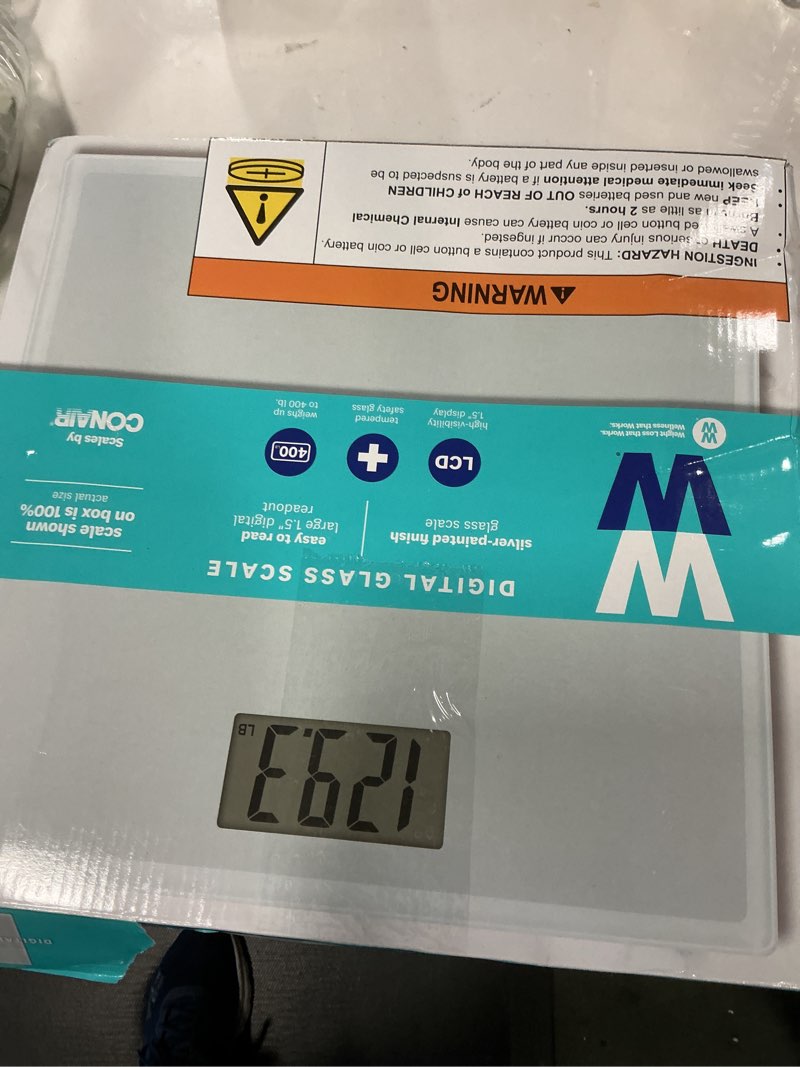 129.3 LB
WW
DIGITAL GLASS SCALE
silver-painted finish
glass scale
easy to read
large 1.5" digital
readout
scale shown
on box is 100%
actual size
LCD
high-visibility
1.5" display
tempered
safety glass
400
weighs up
to 400 lb.
Scales by
CONAIR
WW
Weight Loss that Works.
Wellness that Works.
WARNING
• INGESTION HAZARD: This product contains a button cell or coin battery.
• DEATH or serious injury can occur if ingested.
• A swallowed button cell or coin battery can cause Internal Chemical
Burns in as little as 2 hours.
• KEEP new and used batteries OUT OF REACH of CHILDREN
• Seek immediate medical attention if a battery is suspected to be
swallowed or inserted inside any part of the body.